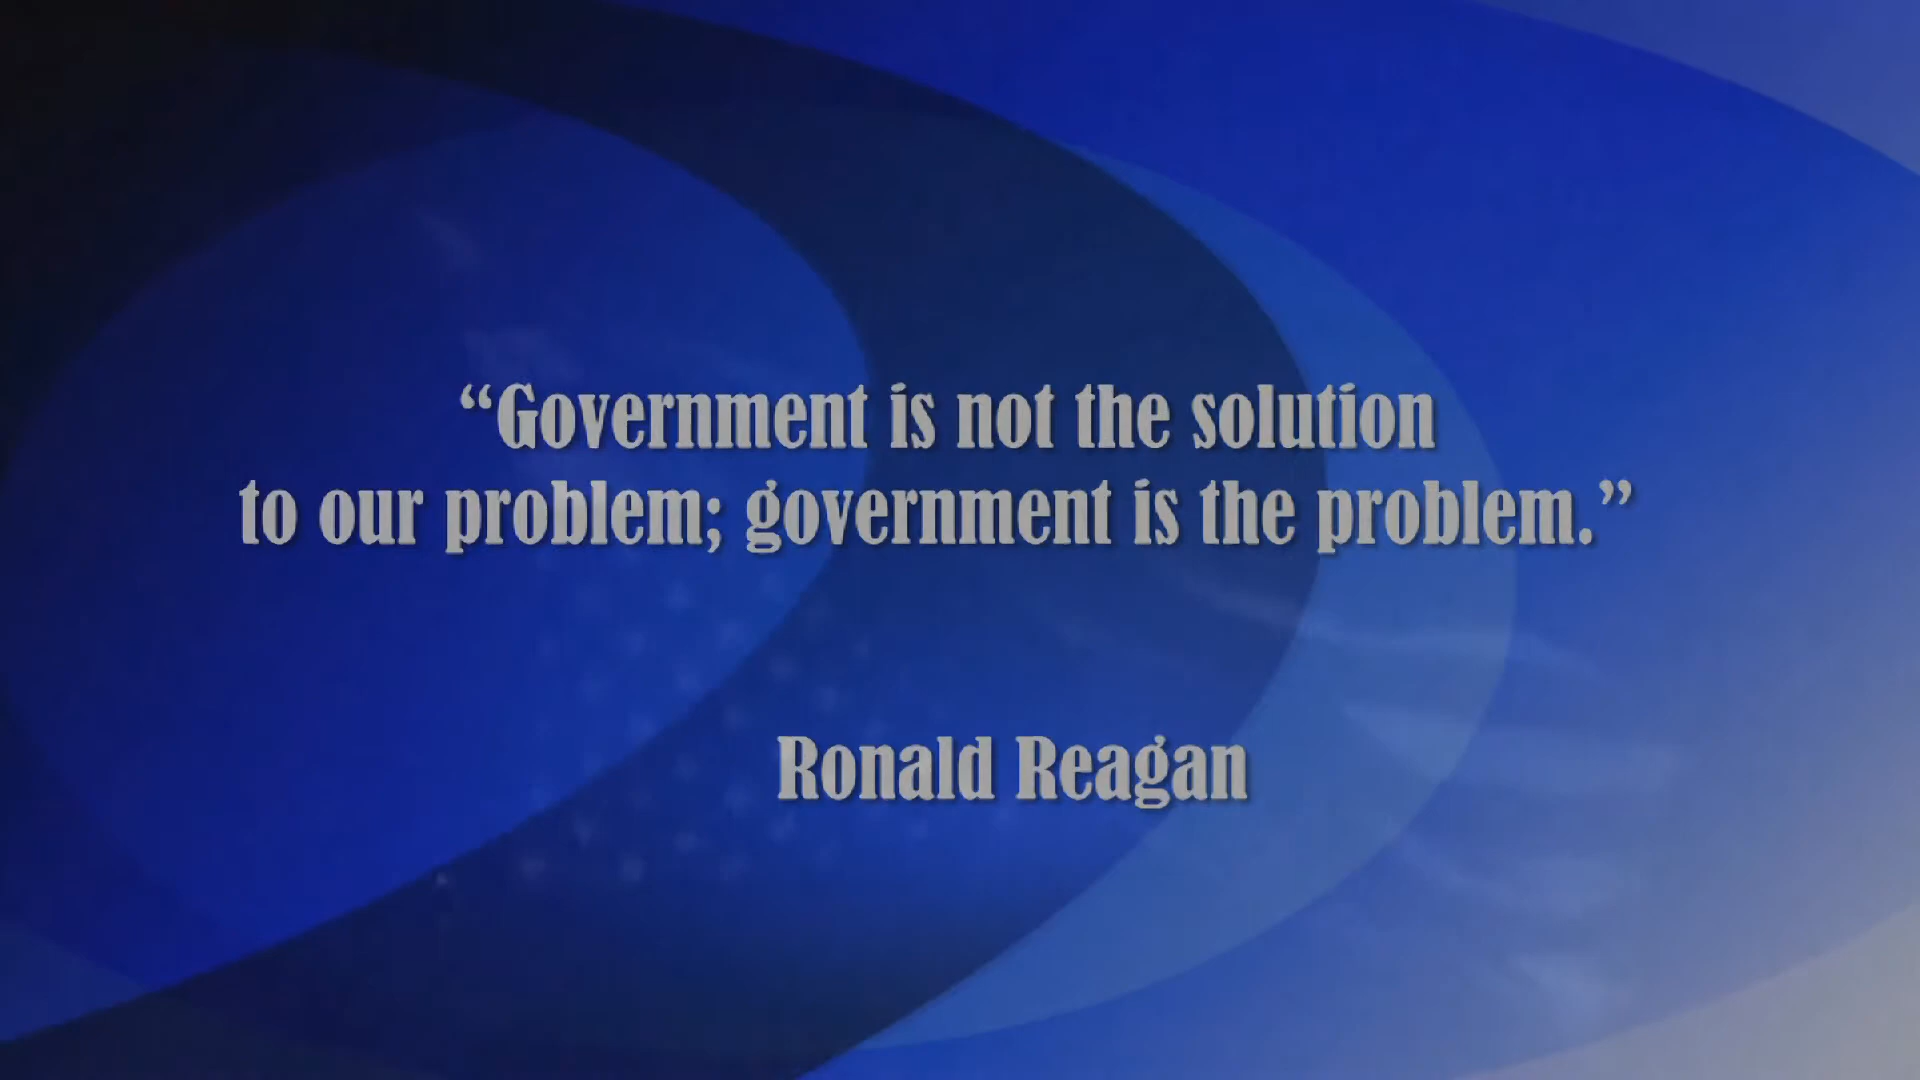 “Government is not the solution
to our problem; government is the problem.”
Ronald Reagan